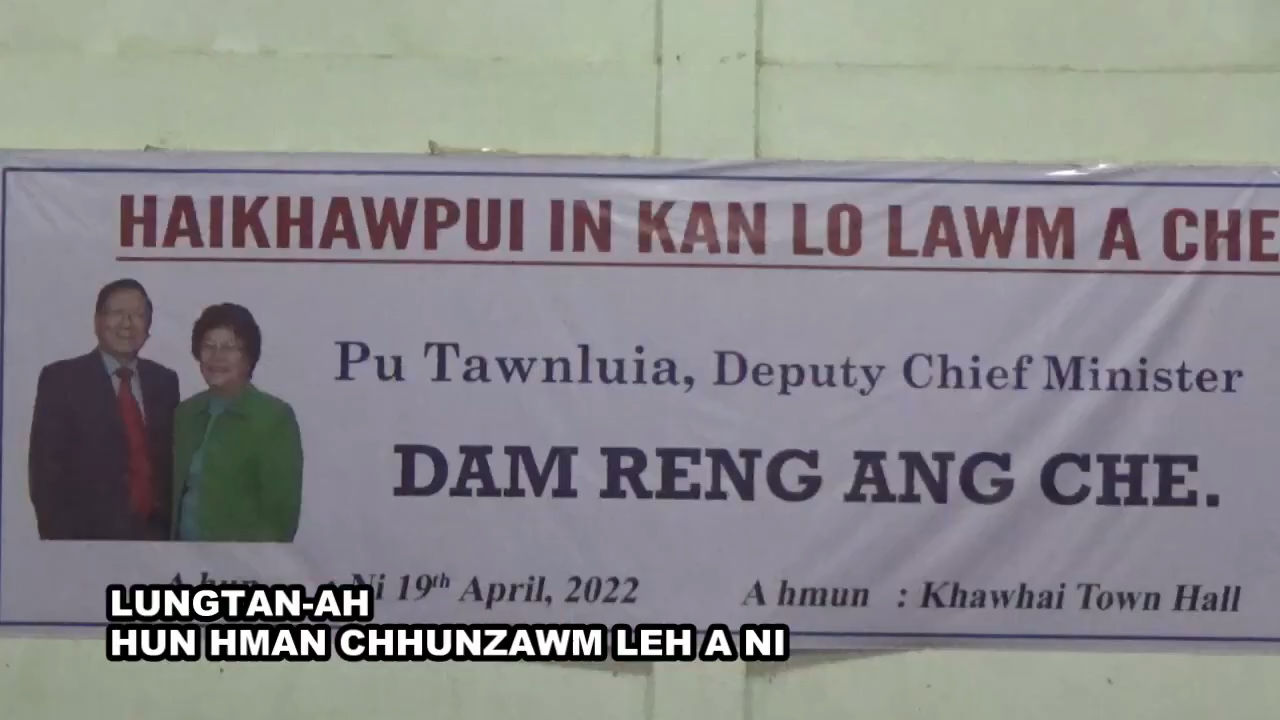 HAIKHAWPUI IN KAN LO LAWM A CHE
Pu Tawnluia, Deputy Chief Minister
DAM RENG ANG CHE.
A hun : Ni 19th April, 2022
A hmun : Khawhai Town Hall
LUNGTAN-AH
HUN HMAN CHHUNZAWM LEH A NI